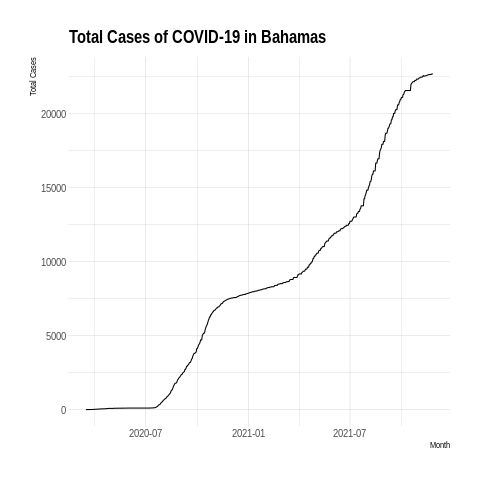 Total Cases of COVID-19 in Bahamas
Total Cases
20000
15000
10000
5000
0
2020-07 2021-01 2021-07
Month